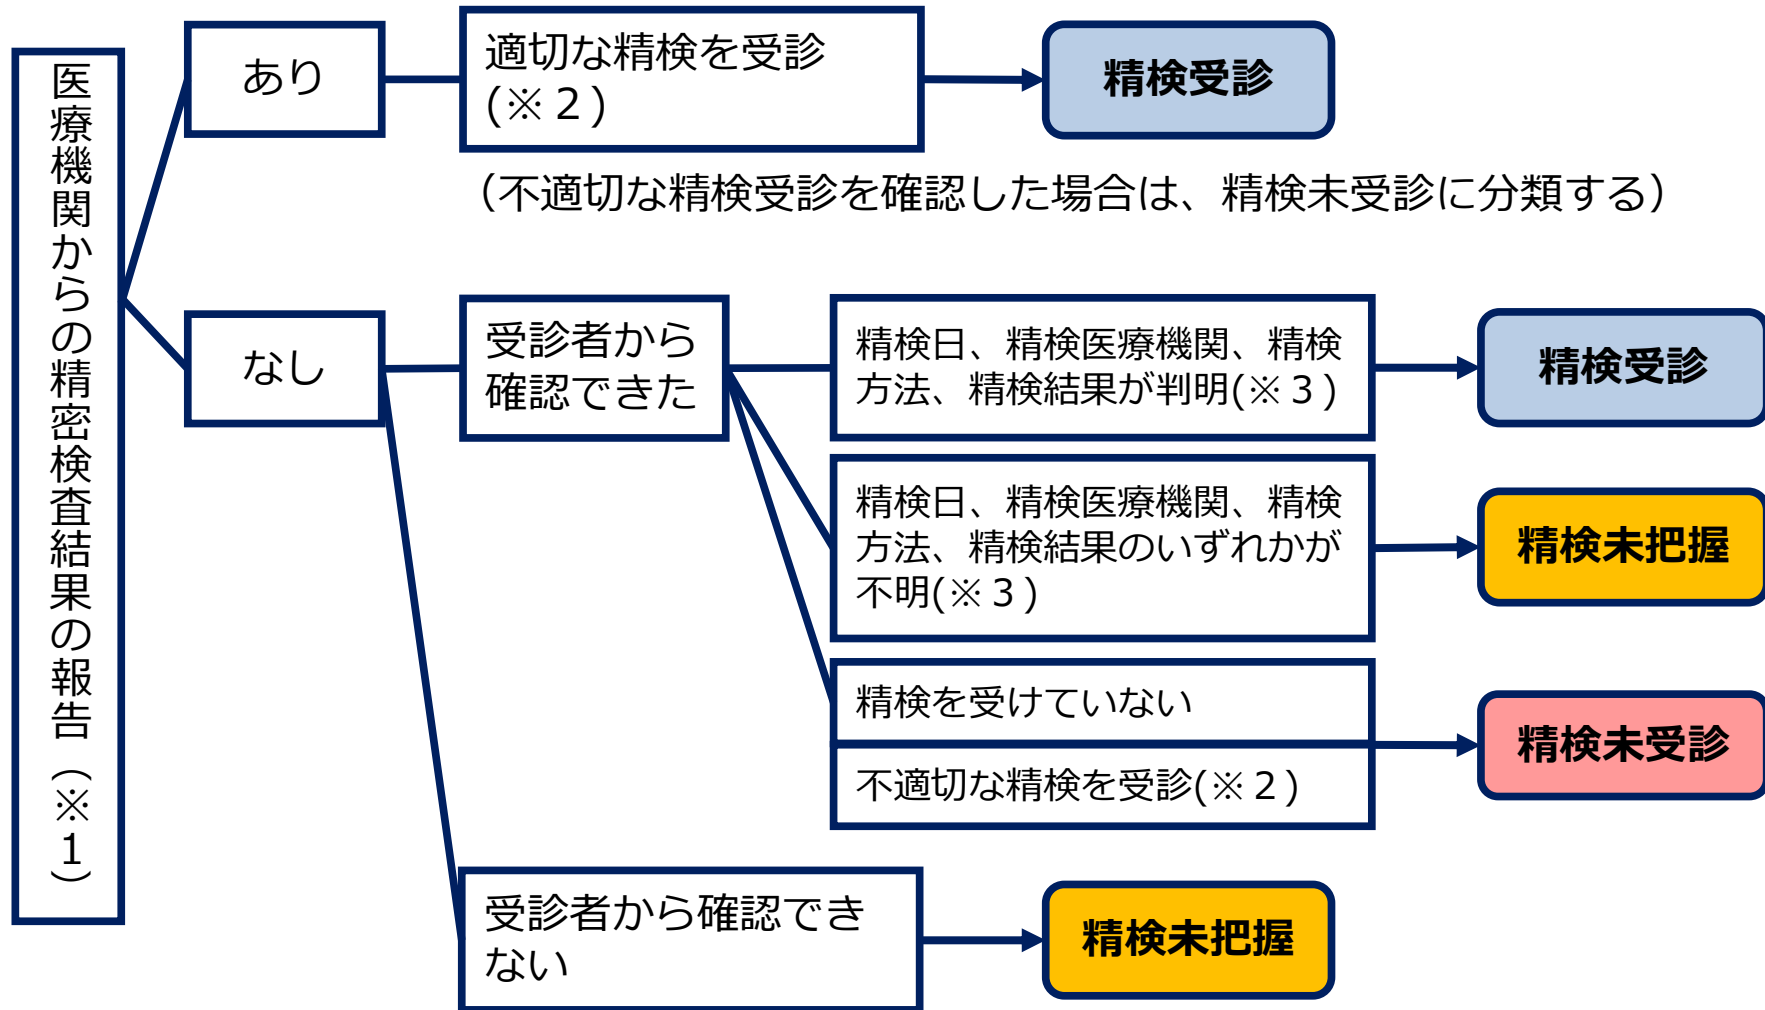 医療機関からの精密検査結果の報告(※1)
あり
適切な精検を受診
(※2)
精検受診
(不適切な精検受診を確認した場合は、精検未受診に分類する)
なし
受診者から
確認できた
精検日、精検医療機関、精検
方法、精検結果が判明(※3)
精検受診
精検日、精検医療機関、精検
方法、精検結果のいずれかが
不明(※3)
精検未把握
精検を受けていない
不適切な精検を受診(※2)
精検未受診
受診者から確認でき
ない
精検未把握